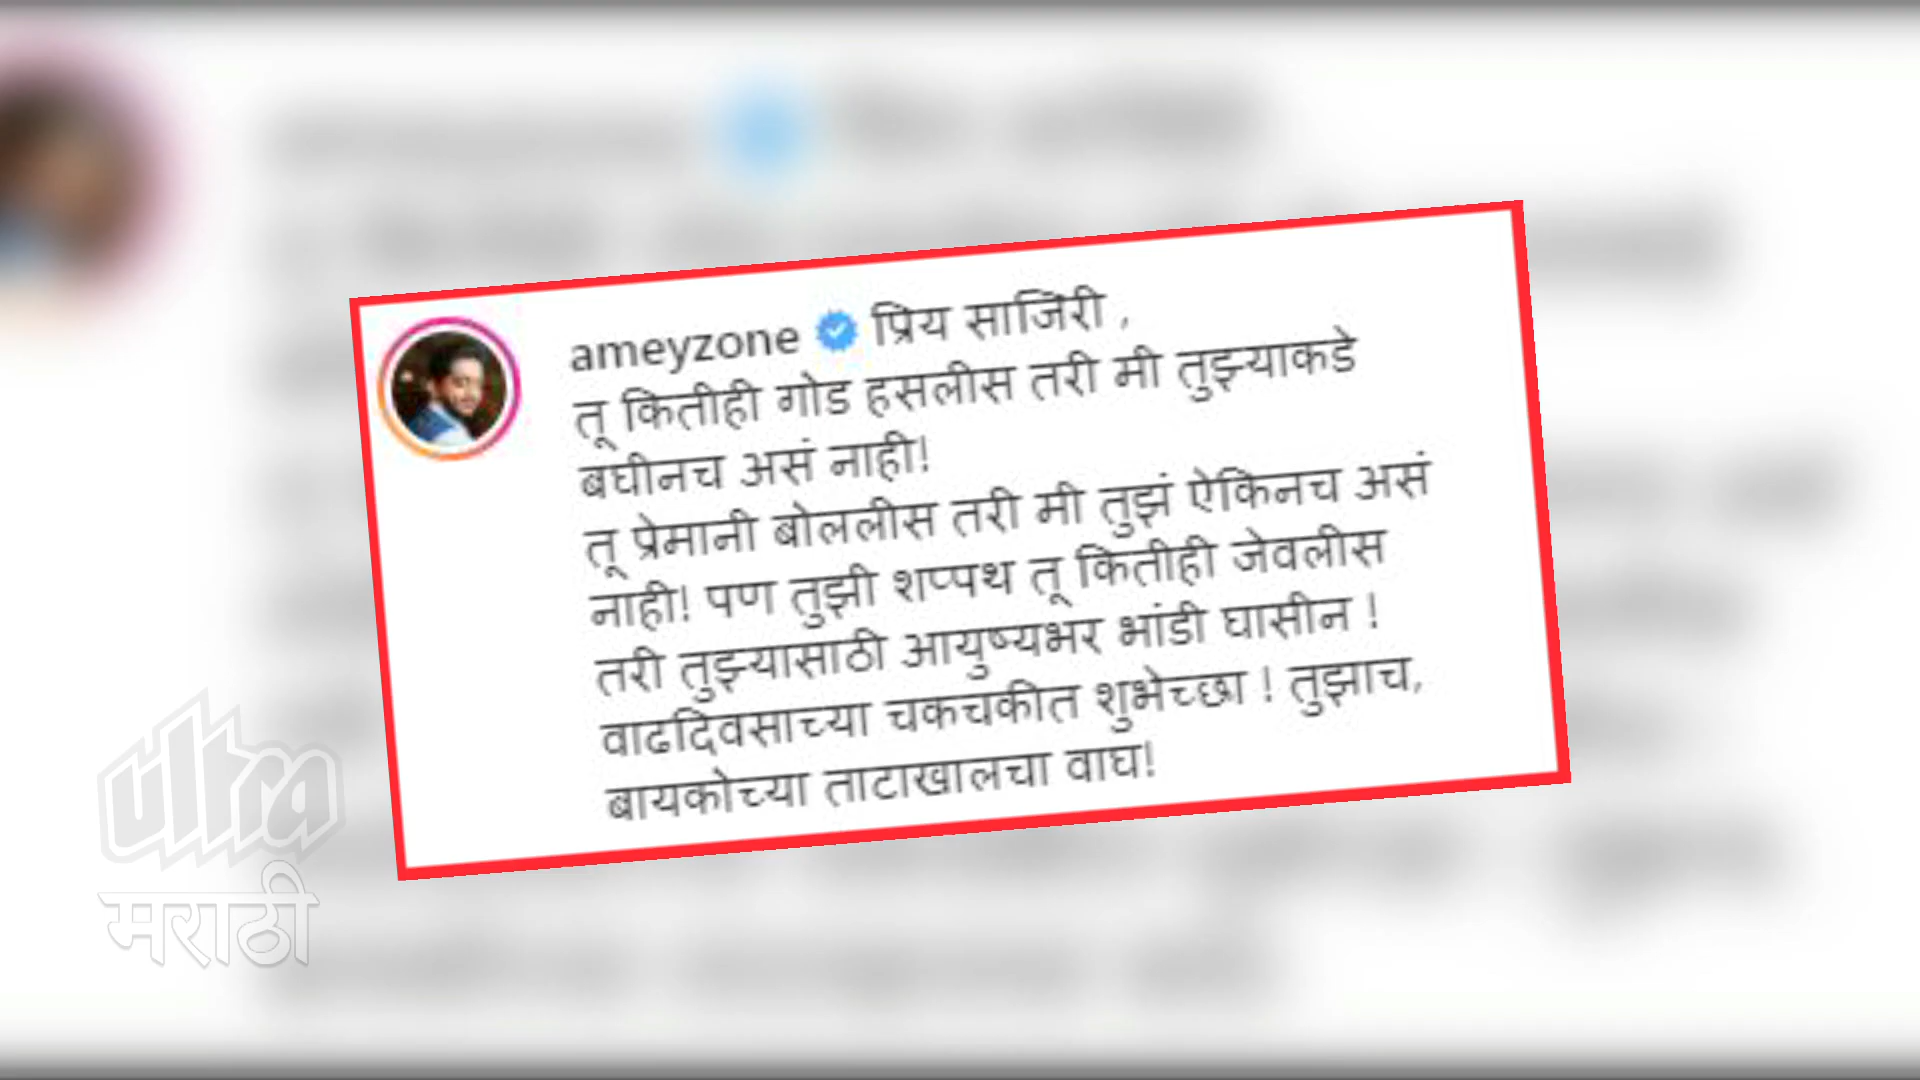 ameyzone प्रिय साजिरी ,
तू कितीही गोड हसलीस तरी मी तुझ्याकडे
बघीनच असं नाही!
तू प्रेमानी बोललीस तरी मी तुझं ऐकिनच असं
नाही! पण तुझी शप्पथ तू कितीही जेवलीस
तरी तुझ्यासाठी आयुष्यभर भांडी घासीन !
वाढदिवसाच्या चकचकीत शुभेच्छा ! तुझाच,
बायकोच्या ताटाखालचा वाघ!
ultra
मराठी